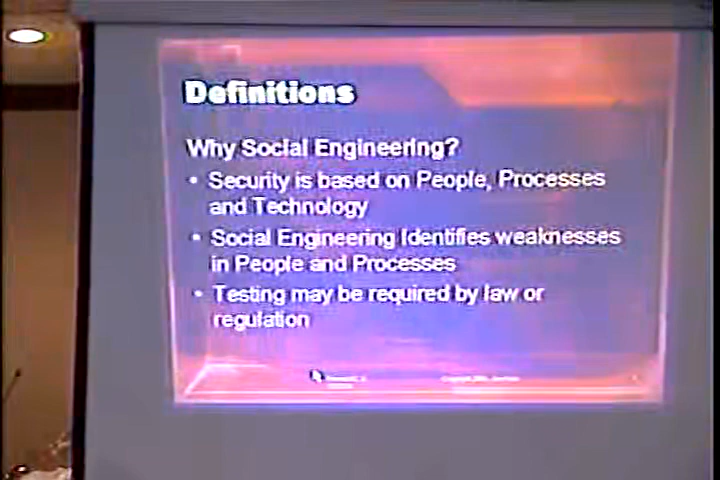 Definitions
Why Social Engineering?
• Security is based on People, Processes
and Technology
• Social Engineering Identifies weaknesses
in People and Processes
• Testing may be required by law or
regulation